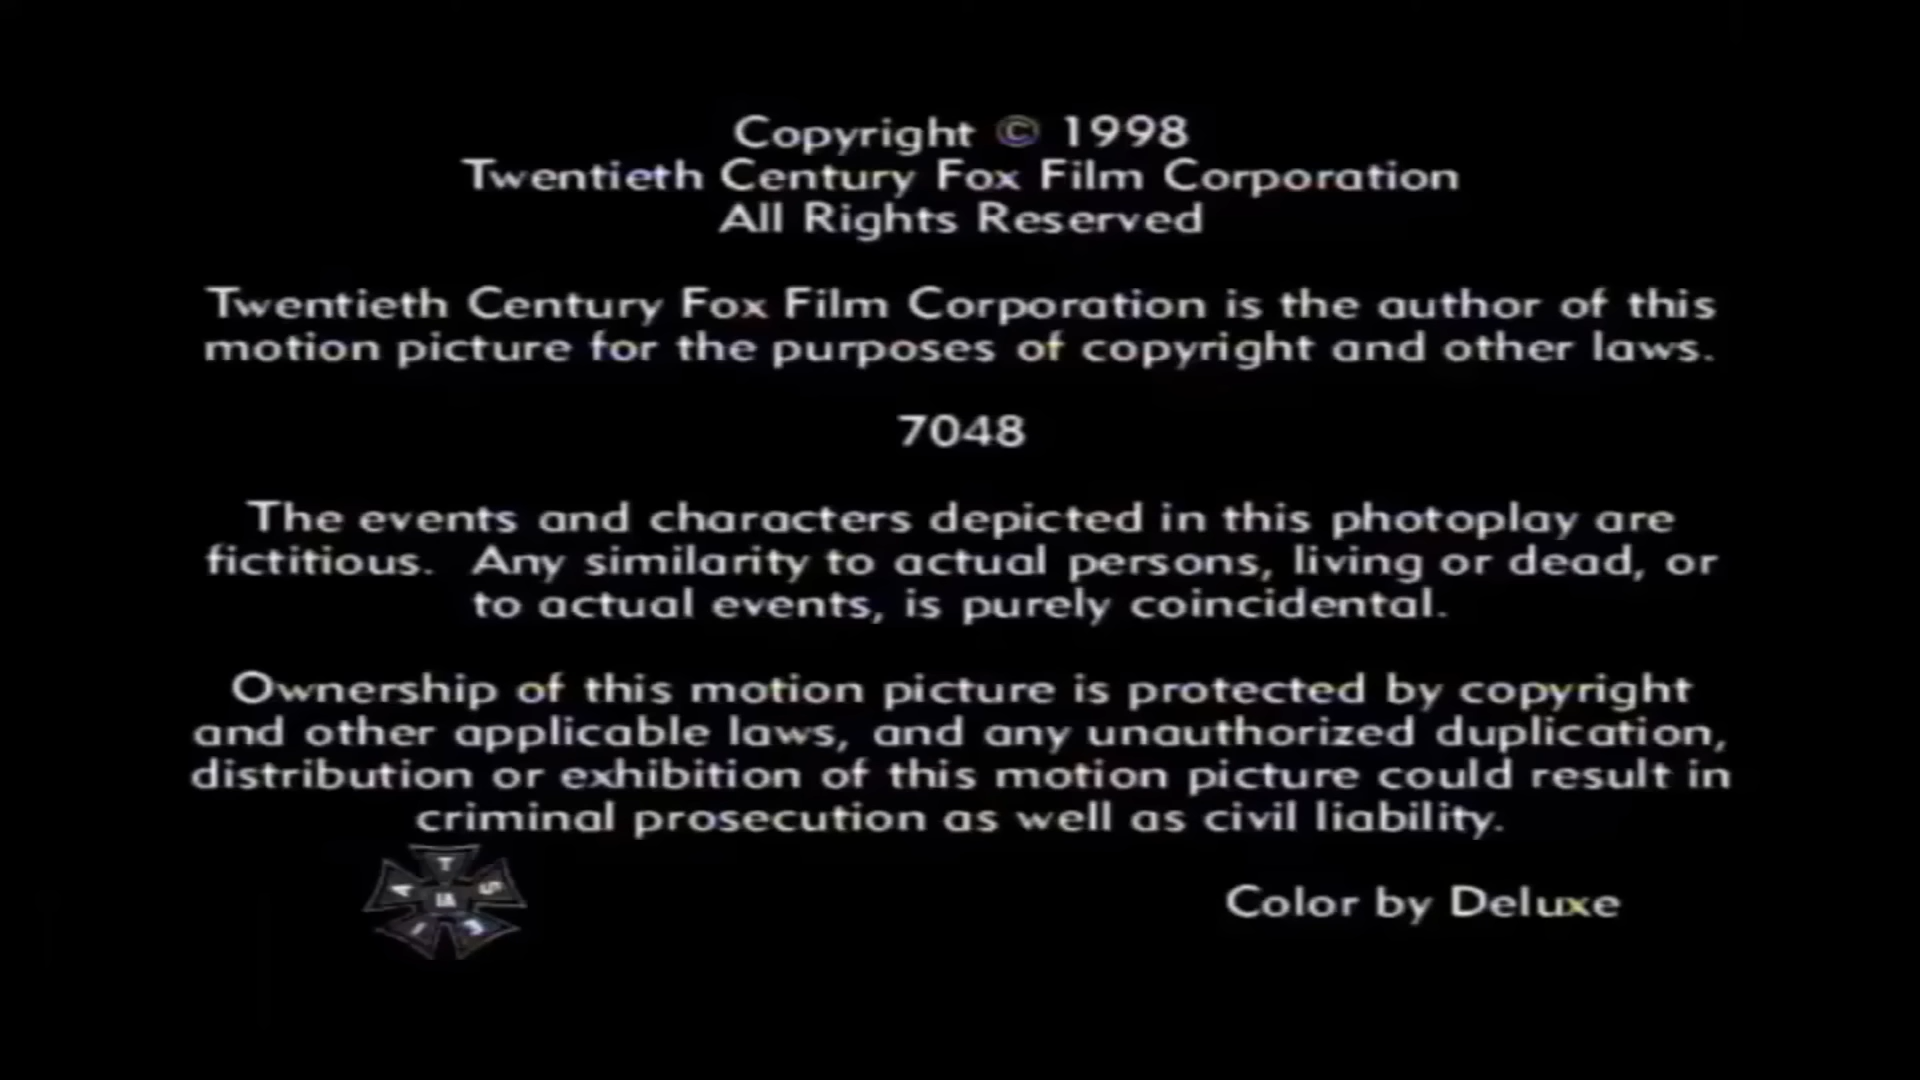 Copyright © 1998
Twentieth Century Fox Film Corporation
All Rights Reserved
Twentieth Century Fox Film Corporation is the author of this
motion picture for the purposes of copyright and other laws.
7048
The events and characters depicted in this photoplay are
fictitious.  Any similarity to actual persons, living or dead, or
to actual events, is purely coincidental.
Ownership of this motion picture is protected by copyright
and other applicable laws, and any unauthorized duplication,
distribution or exhibition of this motion picture could result in
criminal prosecution as well as civil liability.
IA T S E I A
Color by Deluxe